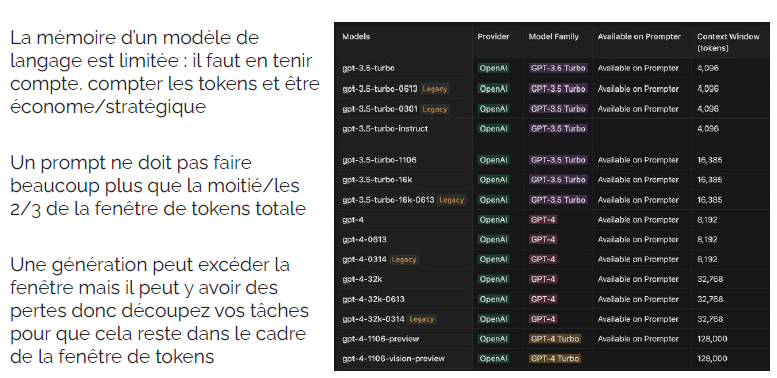 La mémoire d'un modèle de
langage est limitée : il faut en tenir
compte, compter les tokens et être
économe/stratégique
Un prompt ne doit pas faire
beaucoup plus que la moitié/les
2/3 de la fenêtre de tokens totale
Une génération peut excéder la
fenêtre mais il peut y avoir des
pertes donc découpez vos tâches
pour que cela reste dans le cadre
de la fenêtre de tokens
Models Provider Model Family Available on Prompter Context Window
(tokens)
gpt-3.5-turbo OpenAI GPT-3.5 Turbo Available on Prompter 4,096
gpt-3.5-turbo-0613 Legacy OpenAI GPT-3.5 Turbo Available on Prompter 4,096
gpt-3.5-turbo-0301 Legacy OpenAI GPT-3.5 Turbo Available on Prompter 4,096
gpt-3.5-turbo-instruct OpenAI GPT-3.5 Turbo 4,096
gpt-3.5-turbo-1106 OpenAI GPT-3.5 Turbo Available on Prompter 16,385
gpt-3.5-turbo-16k OpenAI GPT-3.5 Turbo Available on Prompter 16,385
gpt-3.5-turbo-16k-0613 Legacy OpenAI GPT-3.5 Turbo Available on Prompter 16,385
gpt-4 OpenAI GPT-4 Available on Prompter 8,192
gpt-4-0613 OpenAI GPT-4 Available on Prompter 8,192
gpt-4-0314 Legacy OpenAI GPT-4 Available on Prompter 8,192
gpt-4-32k OpenAI GPT-4 Available on Prompter 32,768
gpt-4-32k-0613 OpenAI GPT-4 Available on Prompter 32,768
gpt-4-32k-0314 Legacy OpenAI GPT-4 Available on Prompter 32,768
gpt-4-1106-preview OpenAI GPT-4 Turbo Available on Prompter 128,000
gpt-4-1106-vision-preview OpenAI GPT-4 Turbo 128,000